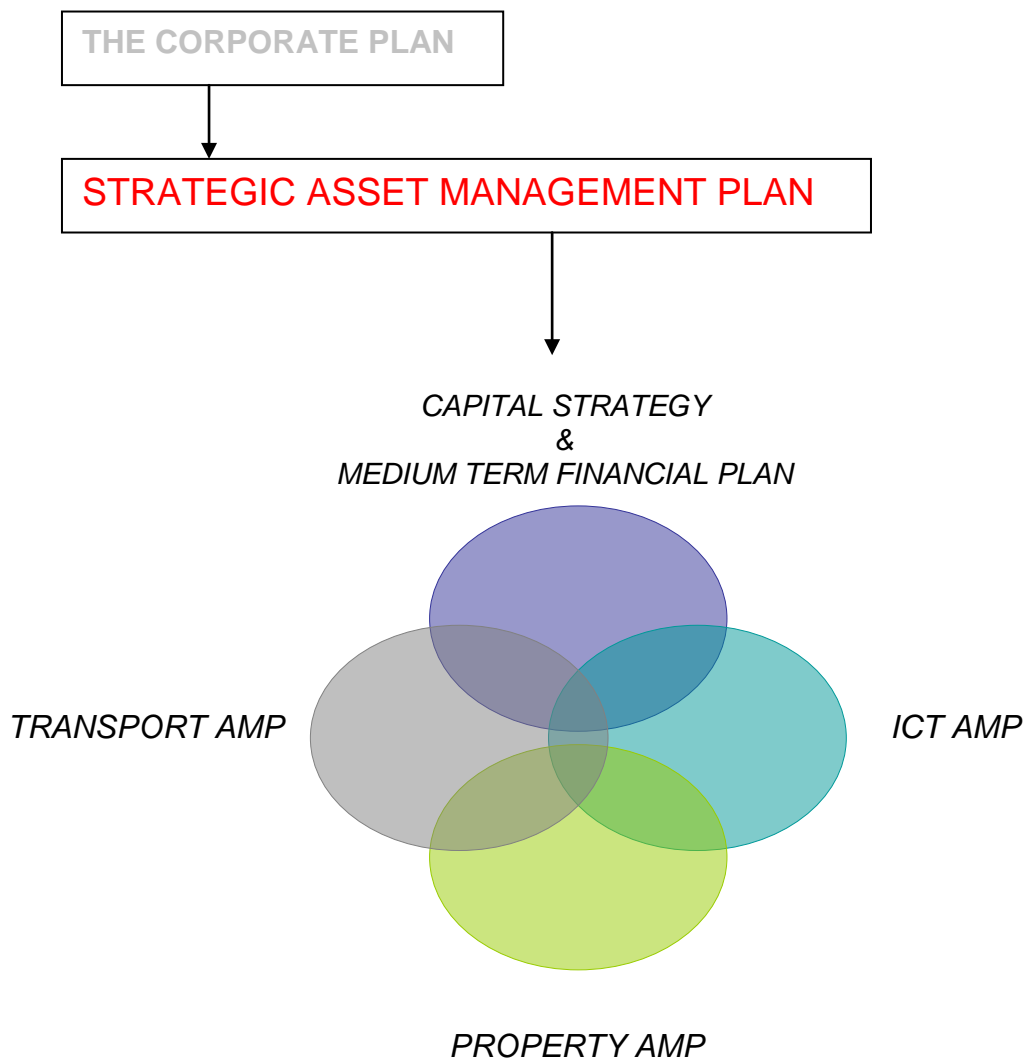 THE CORPORATE PLAN
STRATEGIC ASSET MANAGEMENT PLAN
CAPITAL STRATEGY
&
MEDIUM TERM FINANCIAL PLAN
TRANSPORT AMP
ICT AMP
PROPERTY AMP